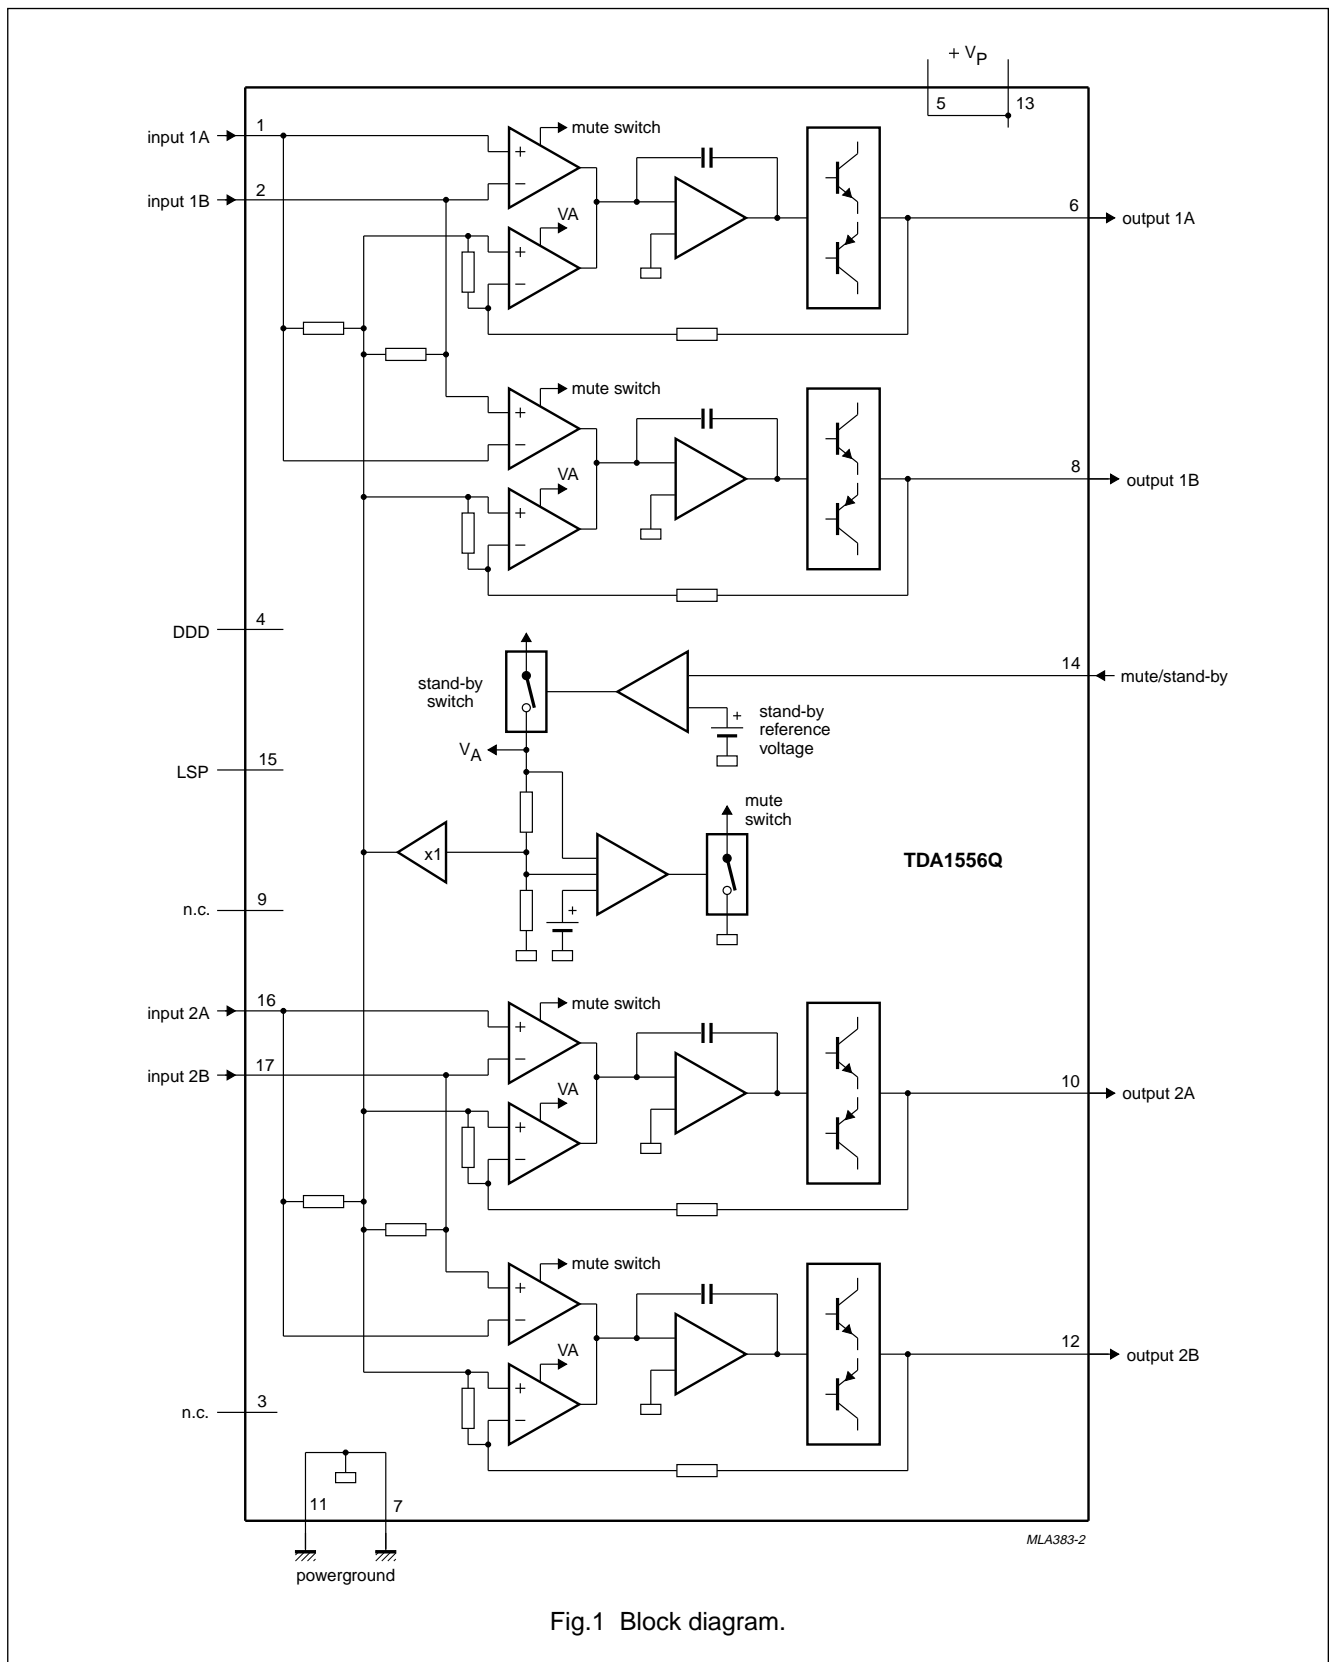 + VP
5 13
input 1A 1
mute switch
+
−
input 1B 2
VA
6 output 1A
+
−
mute switch
+
−
VA
8 output 1B
+
−
DDD 4
14 mute/stand-by
stand-by
switch
+
stand-by
reference
voltage
VA
LSP 15
mute
switch
x1
TDA1556Q
n.c. 9
+
input 2A 16
mute switch
+
−
input 2B 17
VA
10 output 2A
+
−
mute switch
+
−
VA
12 output 2B
+
−
n.c. 3
11 7
MLA383-2
powerground
Fig.1 Block diagram.